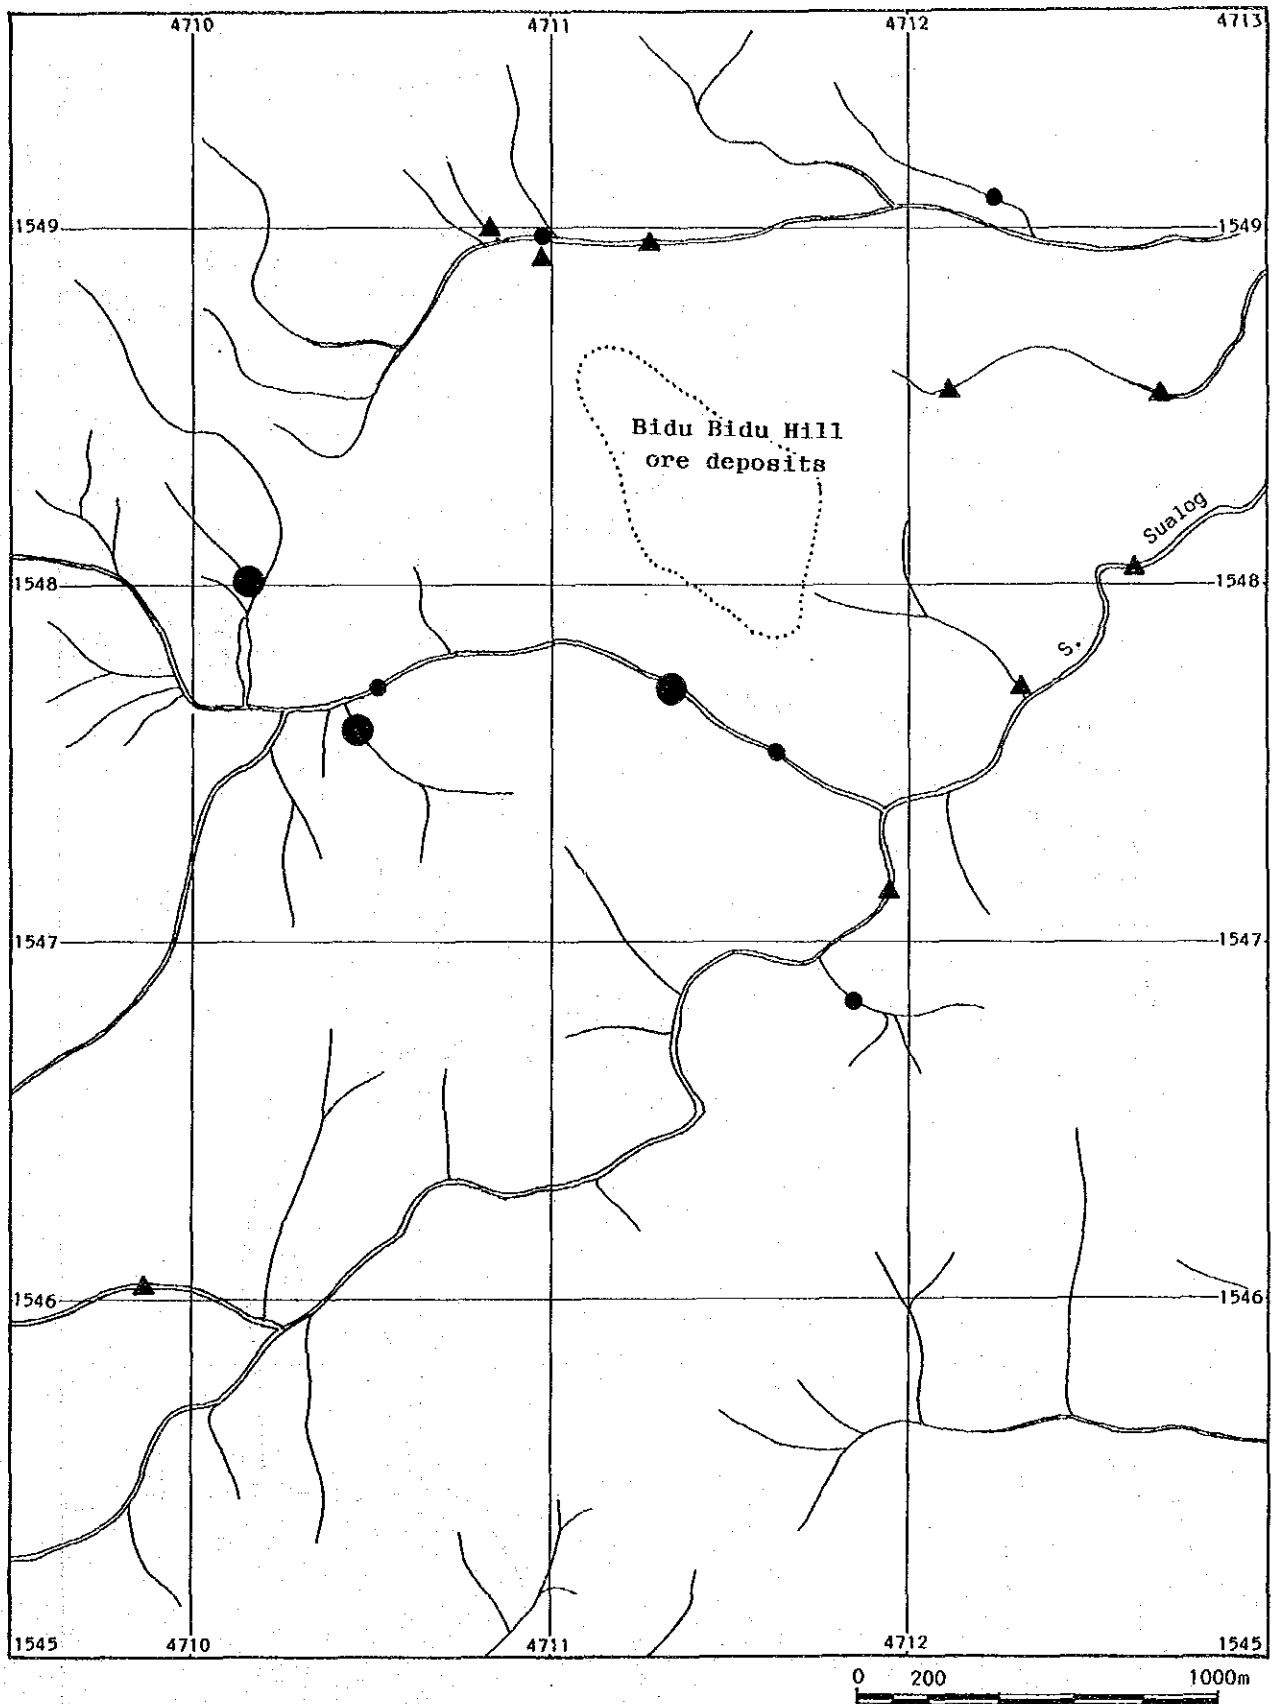 4710 4711 4712 4713
1549 1549
Bidu Bidu Hill
ore deposits
S. Sualog
1548 1548
1547 1547
1546 1546
1545 4710 4711 4712 1545
0 200 1000m